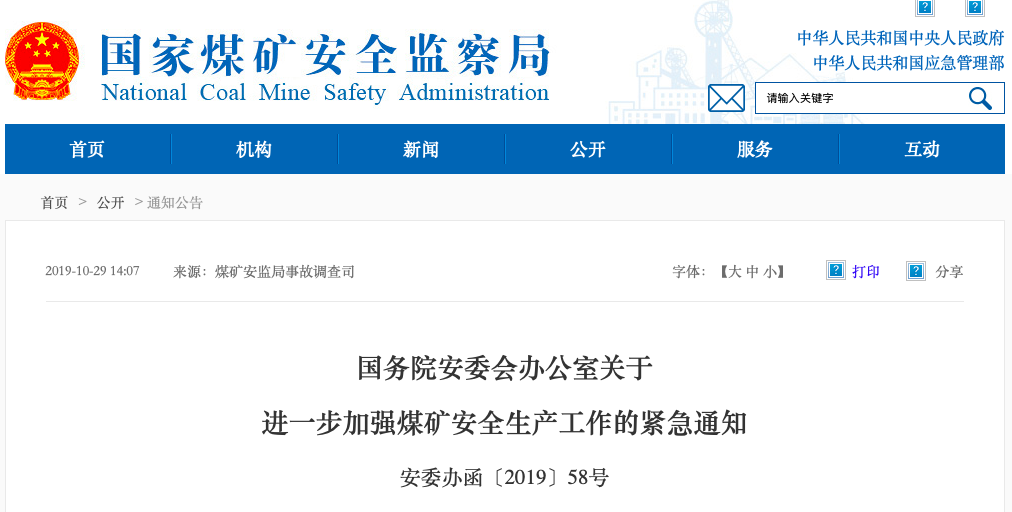 中华人民共和国中央人民政府
国家煤矿安全监察局
中华人民共和国应急管理部
National Coal Mine Safety Administration
请输入关键字
首页 机构 新闻 公开 服务 互动
首页 > 公开 > 通知公告
2019-10-29 14:07 来源：煤矿安监局事故调查司 字体：【大 中 小】 打印 分享
国务院安委会办公室关于
进一步加强煤矿安全生产工作的紧急通知
安委办函〔2019〕58号